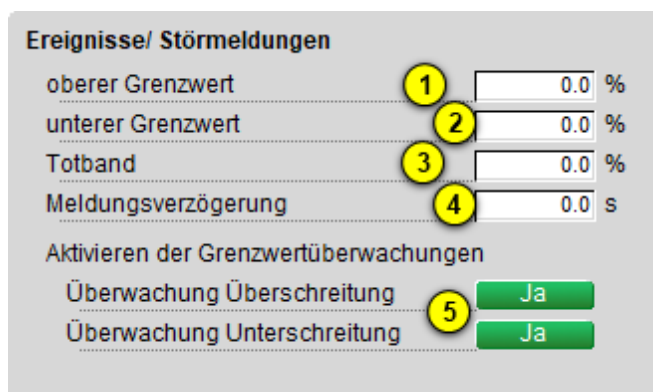 Ereignisse/ Störmeldungen
oberer Grenzwert 1 0.0 %
unterer Grenzwert 2 0.0 %
Totband 3 0.0 %
Meldungsverzögerung 4 0.0 s
Aktivieren der Grenzwertüberwachungen
Überwachung Überschreitung Ja
5
Überwachung Unterschreitung Ja